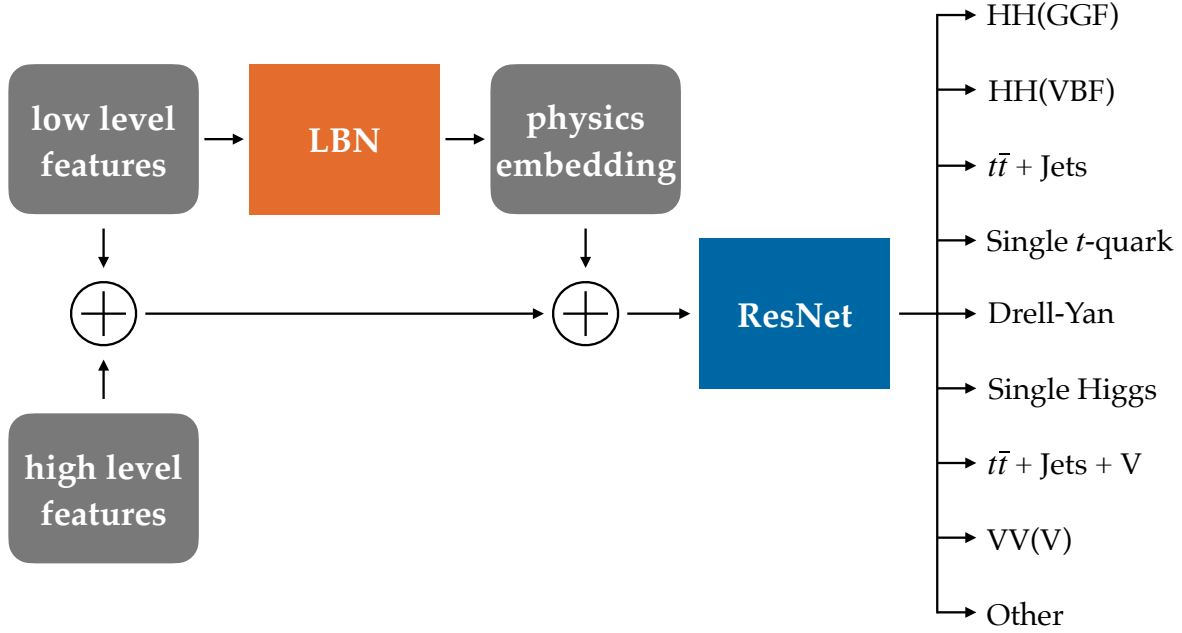 low level
features
LBN
physics
embedding
ResNet
high level
features
HH(GGF)
HH(VBF)
tt̄ + Jets
Single t-quark
Drell-Yan
Single Higgs
tt̄ + Jets + V
VV(V)
Other